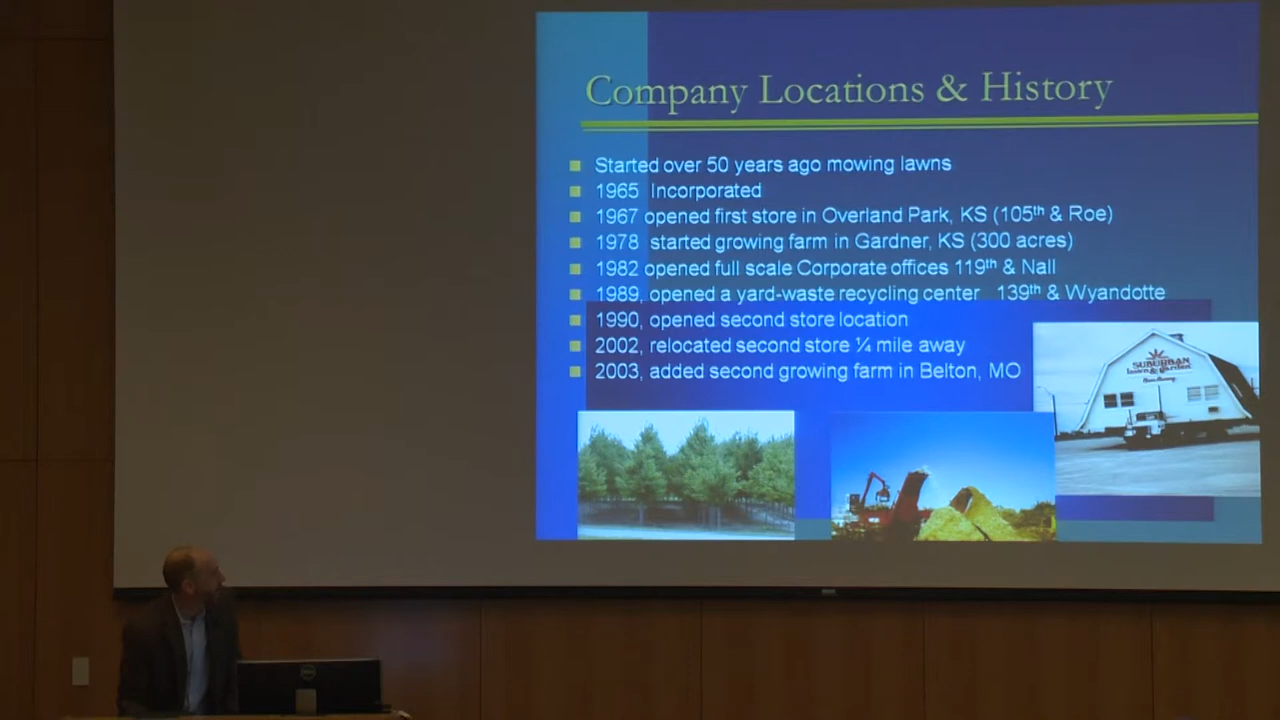 Company Locations & History
Started over 50 years ago mowing lawns
1965 Incorporated
1967 opened first store in Overland Park, KS (105th & Roe)
1978 started growing farm in Gardner, KS (300 acres)
1982 opened full scale Corporate offices 119th & Nall
1989, opened a yard-waste recycling center 139th & Wyandotte
1990, opened second store location
2002, relocated second store ¼ mile away
2003, added second growing farm in Belton, MO
SUBURBAN
lawn & garden
DELL